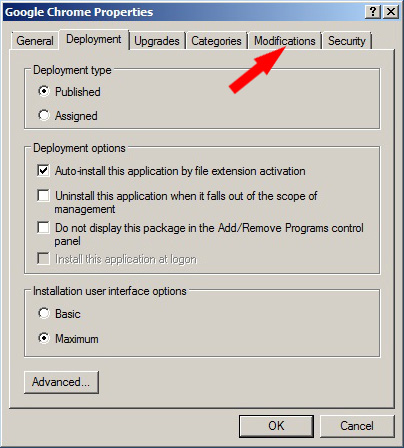 Google Chrome Properties
General Deployment Upgrades Categories Modifications Security
Deployment type
Published
Assigned
Deployment options
Auto-install this application by file extension activation
Uninstall this application when it falls out of the scope of
management
Do not display this package in the Add/Remove Programs control
panel
Install this application at logon
Installation user interface options
Basic
Maximum
Advanced...
OK Cancel